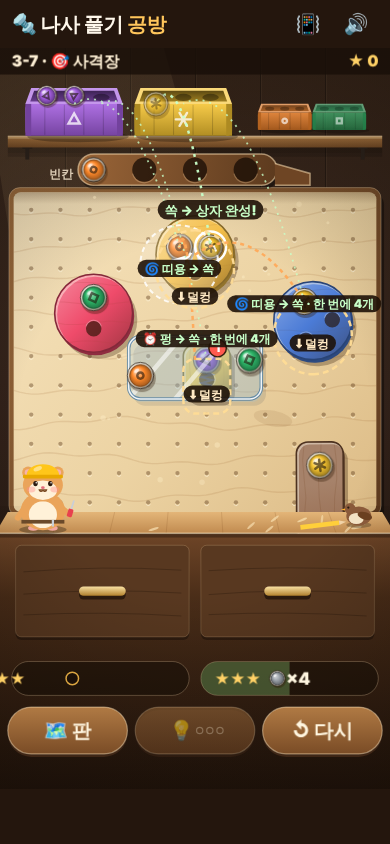 나사 풀기 공방
3-7 · 사격장
★ 0
빈칸
쏙 → 상자 완성!
띠용 → 쏙
⬇덜컹
띠용 → 쏙 · 한 번에 4개
⬇덜컹
펑 → 쏙 · 한 번에 4개
1
⬇덜컹
★★
★★★ ×4
판
○○○
다시